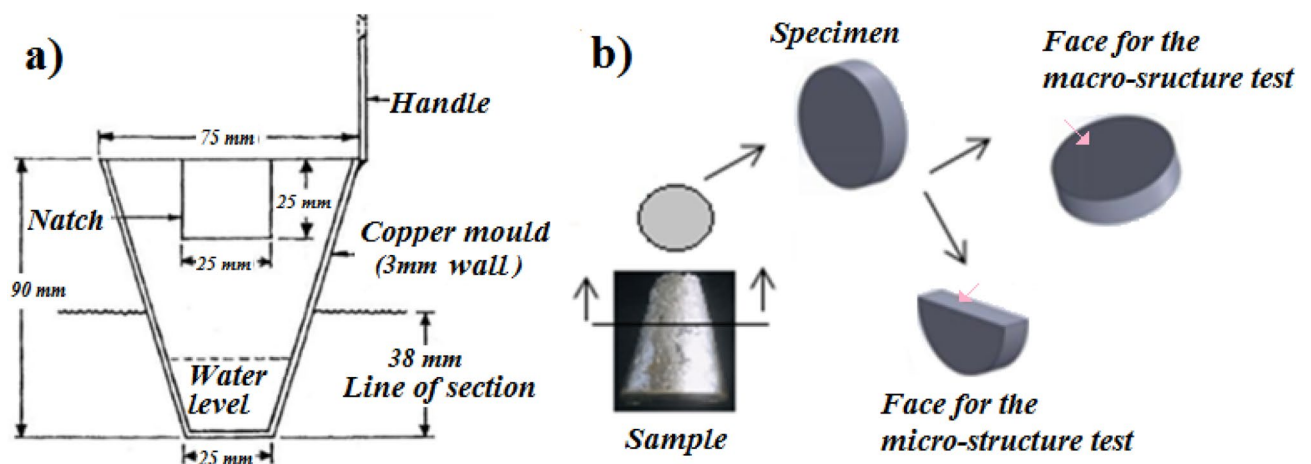 a)
Handle
75 mm
Natch
25 mm
25 mm
Copper mould
(3mm wall)
90 mm
38 mm
Line of section
Water
level
25 mm
b)
Specimen
Face for the
macro-sructure test
Sample
Face for the
micro-structure test